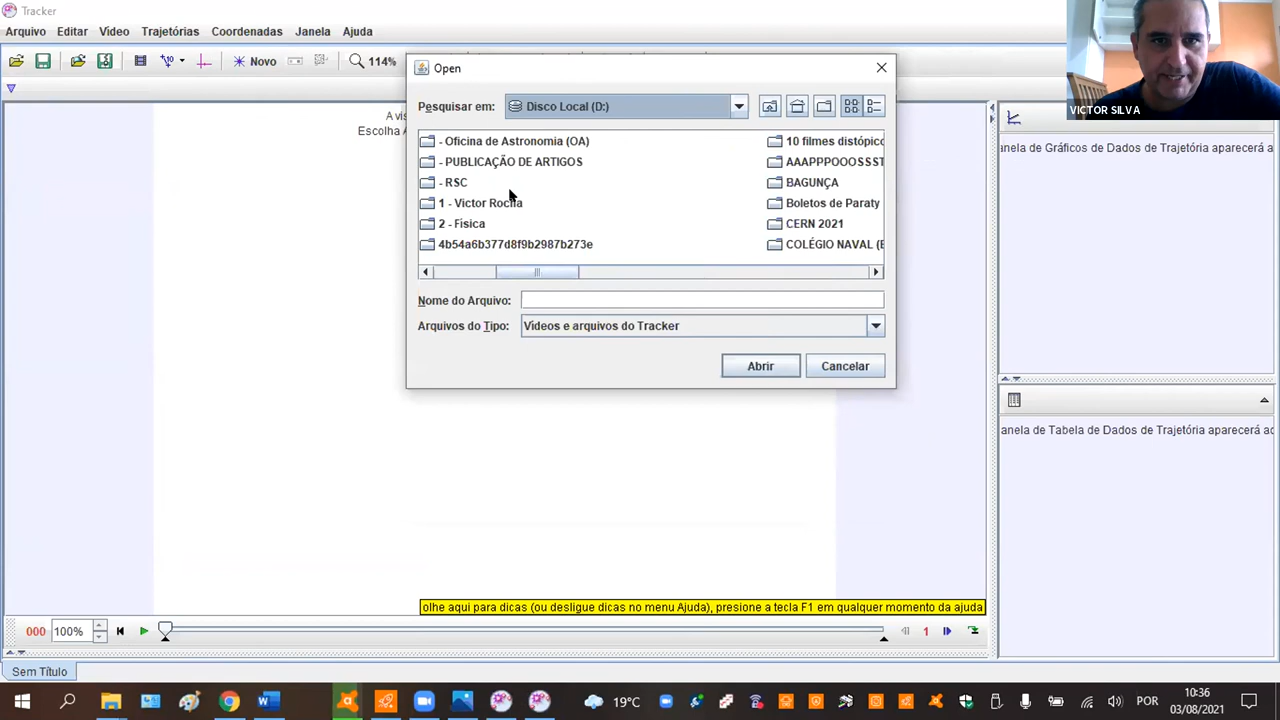 Tracker
Arquivo Editar Vídeo Trajetórias Coordenadas Janela Ajuda
Novo 114%
Open
Pesquisar em: Disco Local (D:)
- Oficina de Astronomia (OA)
- PUBLICAÇÃO DE ARTIGOS
- RSC
1 - Victor Rocha
2 - Física
4b54a6b377d8f9b2987b273e
10 filmes distópico
AAAPPPOOOSSST
BAGUNÇA
Boletos de Paraty
CERN 2021
COLÉGIO NAVAL (E
Nome do Arquivo:
Arquivos do Tipo: Vídeos e arquivos do Tracker
Abrir Cancelar
A vis
Escolha A
VICTOR SILVA
anela de Gráficos de Dados de Trajetória aparecerá
anela de Tabela de Dados de Trajetória aparecerá ac
olhe aqui para dicas (ou desligue dicas no menu Ajuda), presione a tecla F1 em qualquer momento da ajuda
000 100% 1
Sem Título
19°C POR 10:36
03/08/2021